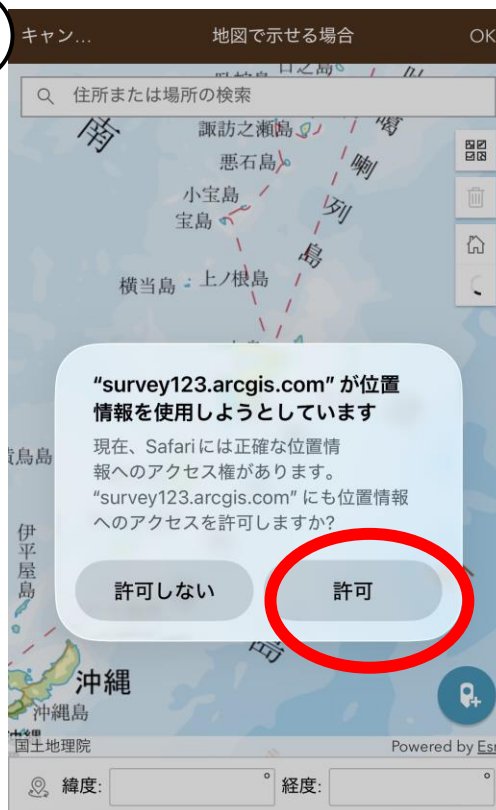 キャン...
地図で示せる場合
OK
住所または場所の検索
諏訪之瀬島
悪石島
小宝島
宝島
横当島
上ノ根島
南
噶喇列島
“survey123.arcgis.com” が位置
情報を使用しようとしています
現在、Safariには正確な位置情
報へのアクセス権があります。
“survey123.arcgis.com” にも位置情報
へのアクセスを許可しますか?
許可しない
許可
鳥島
伊平屋島
島
沖縄
沖縄島
国土地理院
Powered by Esri
緯度:
°
経度:
°